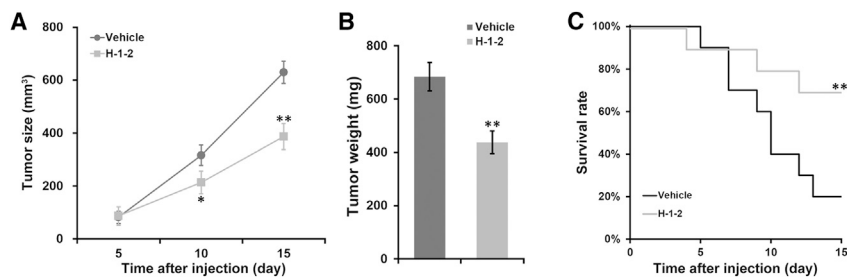 A
Vehicle
H-1-2
Tumor size (mm³)
800
600
400
200
0
**
*
5
10
15
Time after injection (day)
B
Vehicle
H-1-2
Tumor weight (mg)
800
600
400
200
0
**
C
Survival rate
100%
80%
60%
40%
20%
0%
**
Vehicle
H-1-2
0
5
10
15
Time after injection (day)